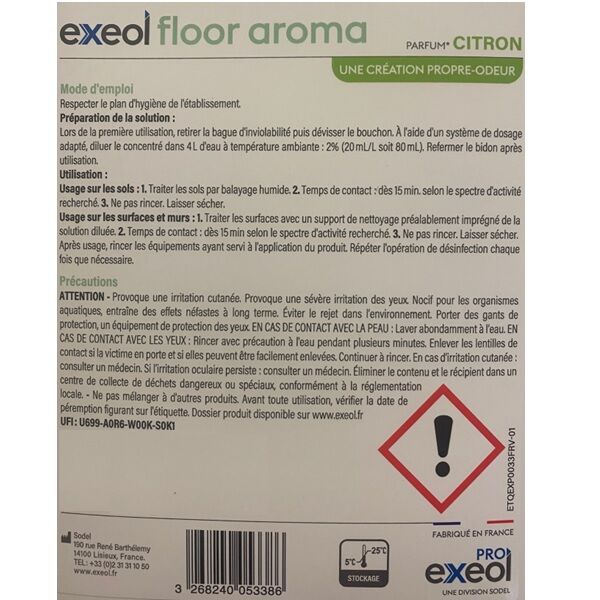 exeol floor aroma
PARFUM* CITRON
UNE CRÉATION PROPRE-ODEUR
Mode d'emploi
Respecter le plan d'hygiène de l'établissement.
Préparation de la solution :
Lors de la première utilisation, retirer la bague d'inviolabilité puis dévisser le bouchon. À l'aide d'un système de dosage
adapté, diluer le concentré dans 4 L d'eau à température ambiante : 2% (20 mL/L soit 80 mL). Refermer le bidon après
utilisation.
Utilisation :
Usage sur les sols : 1. Traiter les sols par balayage humide. 2. Temps de contact : dès 15 min. selon le spectre d'activité
recherché. 3. Ne pas rincer. Laisser sécher.
Usage sur les surfaces et murs : 1. Traiter les surfaces avec un support de nettoyage préalablement imprégné de la
solution diluée. 2. Temps de contact : dès 15 min selon le spectre d'activité recherché. 3. Ne pas rincer. Laisser sécher.
Après usage, rincer les équipements ayant servi à l'application du produit. Répéter l'opération de désinfection chaque
fois que nécessaire.
Précautions
ATTENTION - Provoque une irritation cutanée. Provoque une sévère irritation des yeux. Nocif pour les organismes
aquatiques, entraîne des effets néfastes à long terme. Éviter le rejet dans l'environnement. Porter des gants de
protection, un équipement de protection des yeux. EN CAS DE CONTACT AVEC LA PEAU : Laver abondamment à l'eau. EN
CAS DE CONTACT AVEC LES YEUX : Rincer avec précaution à l'eau pendant plusieurs minutes. Enlever les lentilles de
contact si la victime en porte et si elles peuvent être facilement enlevées. Continuer à rincer. En cas d'irritation cutanée :
consulter un médecin. Si l'irritation oculaire persiste : consulter un médecin. Éliminer le contenu et le récipient dans un
centre de collecte de déchets dangereux ou spéciaux, conformément à la réglementation
locale. - Ne pas mélanger à d'autres produits. Avant toute utilisation, vérifier la date de
péremption figurant sur l'étiquette. Dossier produit disponible sur www.exeol.fr
UFI : U699-A0R6-W00K-S0K1
ETQEXP0033FRV-01
Sodel
190 rue René Barthélemy
14100 Lisieux, France.
TEL.: +33 (0)2 31 31 10 50
www.exeol.fr
3 268240 053386
5°C 25°C
STOCKAGE
FABRIQUÉ EN FRANCE
PRO
exeol
UNE DIVISION SODEL